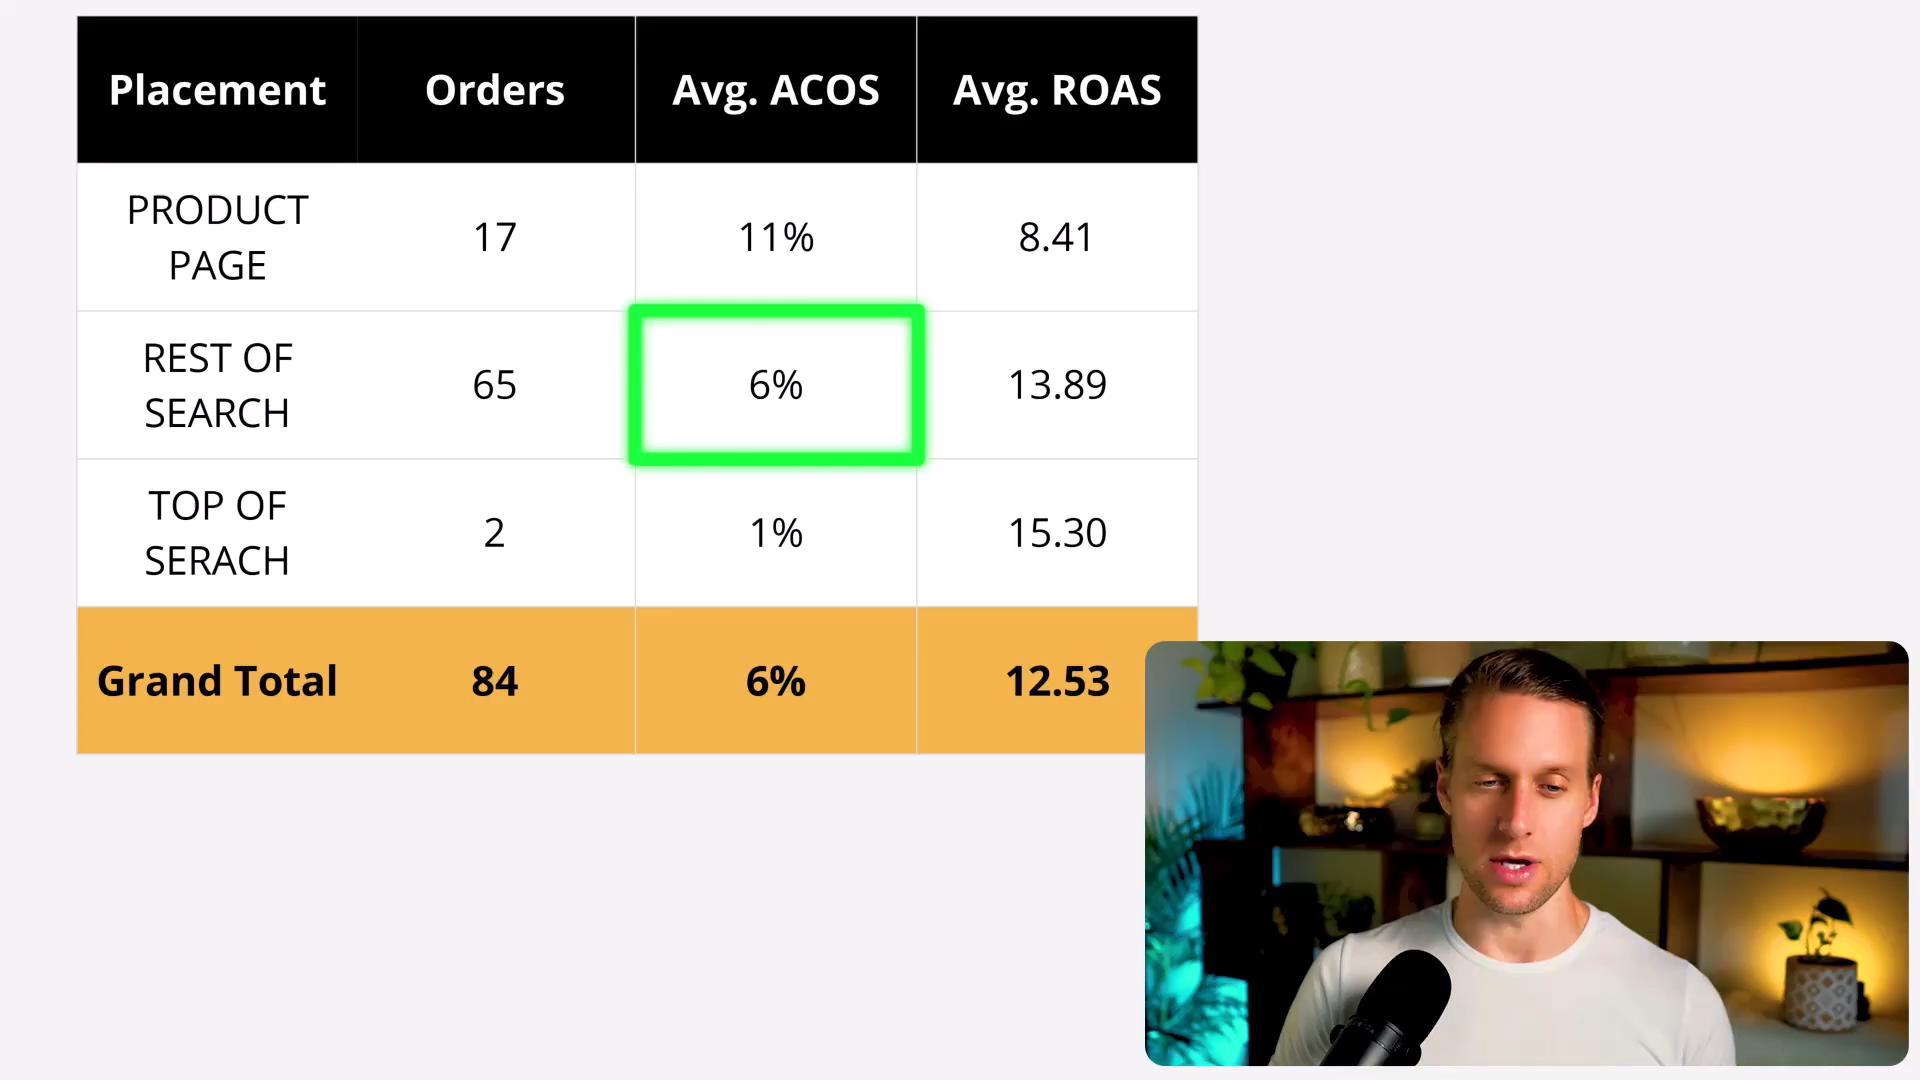 Placement Orders Avg. ACOS Avg. ROAS
PRODUCT
PAGE
17 11% 8.41
REST OF
SEARCH
65 6% 13.89
TOP OF
SERACH
2 1% 15.30
Grand Total 84 6% 12.53